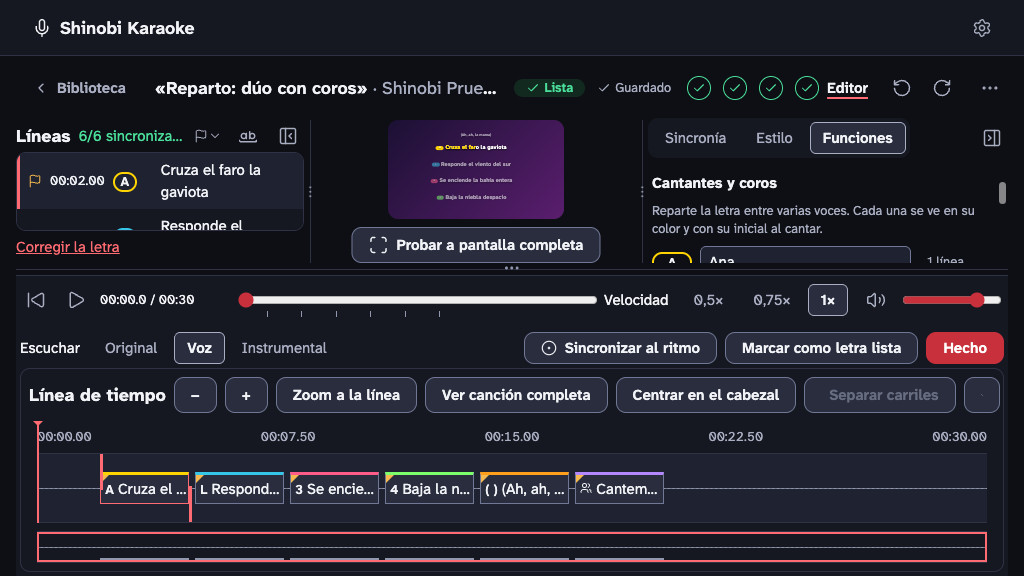 Shinobi Karaoke
Biblioteca
«Reparto: dúo con coros» · Shinobi Prue...
Lista
Guardado
Editor
Líneas 6/6 sincroniza...
ab
00:02.00 A Cruza el faro la gaviota
Responde el
Corregir la letra
(Ah, ah, la marea)
Cruza el faro la gaviota
Responde el viento del sur
Se enciende la bahía entera
Baja la niebla despacio
Probar a pantalla completa
Sincronía Estilo Funciones
Cantantes y coros
Reparte la letra entre varias voces. Cada una se ve en su
color y con su inicial al cantar.
A Ana 1 línea
00:00.0 / 00:30
Velocidad 0,5× 0,75× 1×
Escuchar Original Voz Instrumental
Sincronizar al ritmo
Marcar como letra lista
Hecho
Línea de tiempo − + Zoom a la línea Ver canción completa Centrar en el cabezal Separar carriles
00:00.00 00:07.50 00:15.00 00:22.50 00:30.00
A Cruza el ... L Respond... 3 Se encie... 4 Baja la n... ( ) (Ah, ah, ... Cantem...